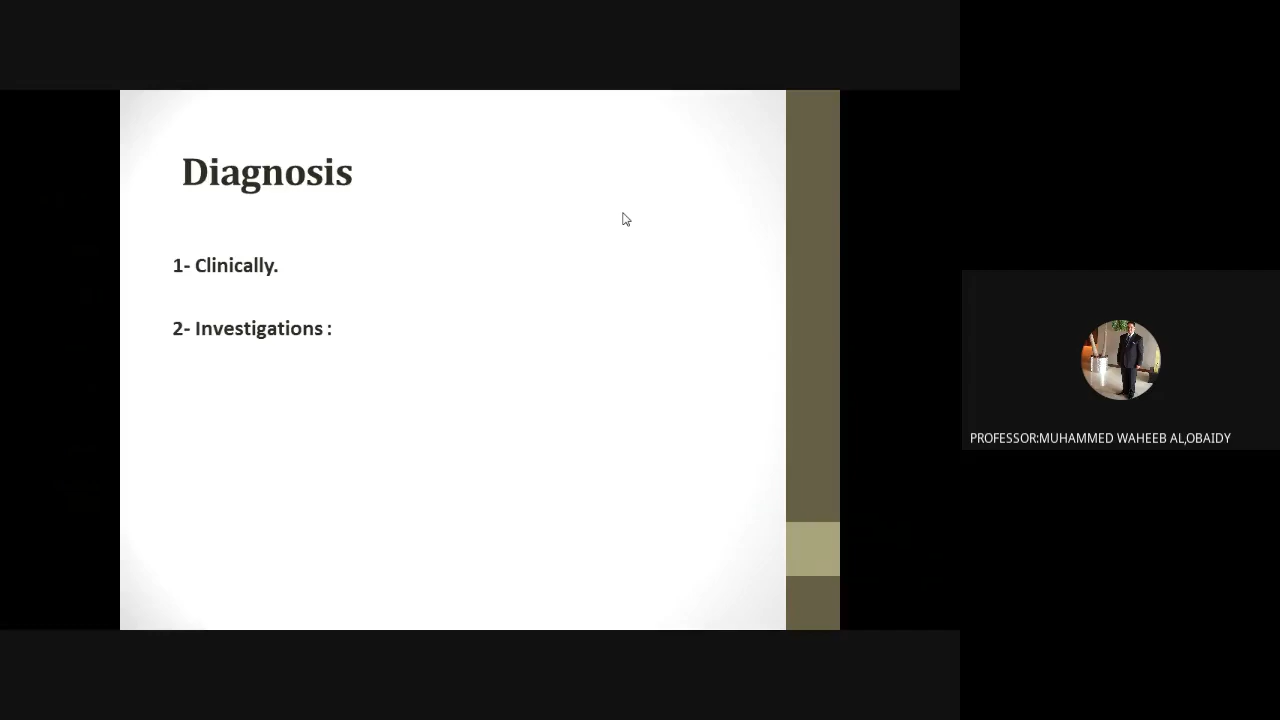 Diagnosis
1- Clinically.
2- Investigations :
PROFESSOR:MUHAMMED WAHEEB AL,OBAIDY